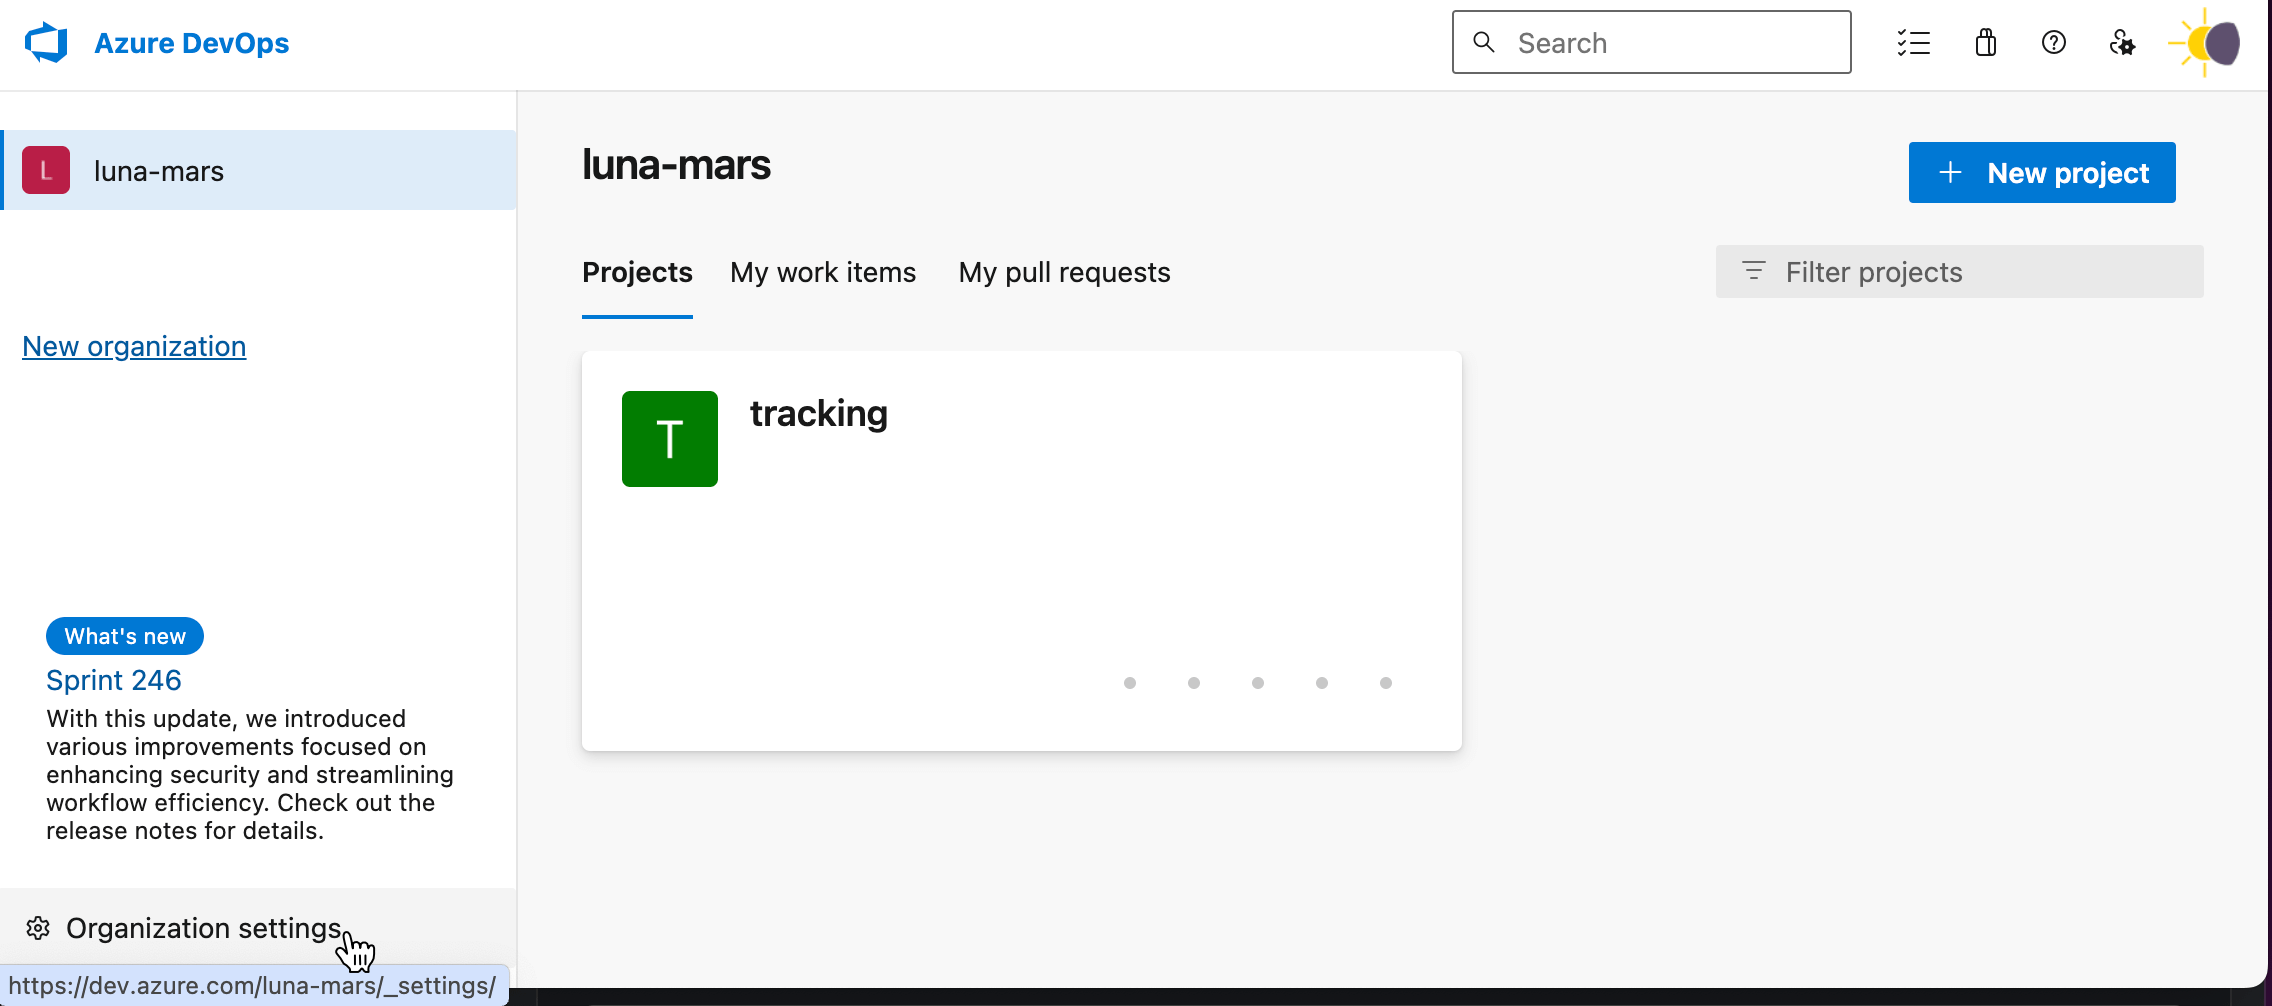 Azure DevOps
Search
L
luna-mars
luna-mars
New project
Projects
My work items
My pull requests
Filter projects
New organization
T
tracking
What's new
Sprint 246
With this update, we introduced
various improvements focused on
enhancing security and streamlining
workflow efficiency. Check out the
release notes for details.
Organization settings
https://dev.azure.com/luna-mars/_settings/